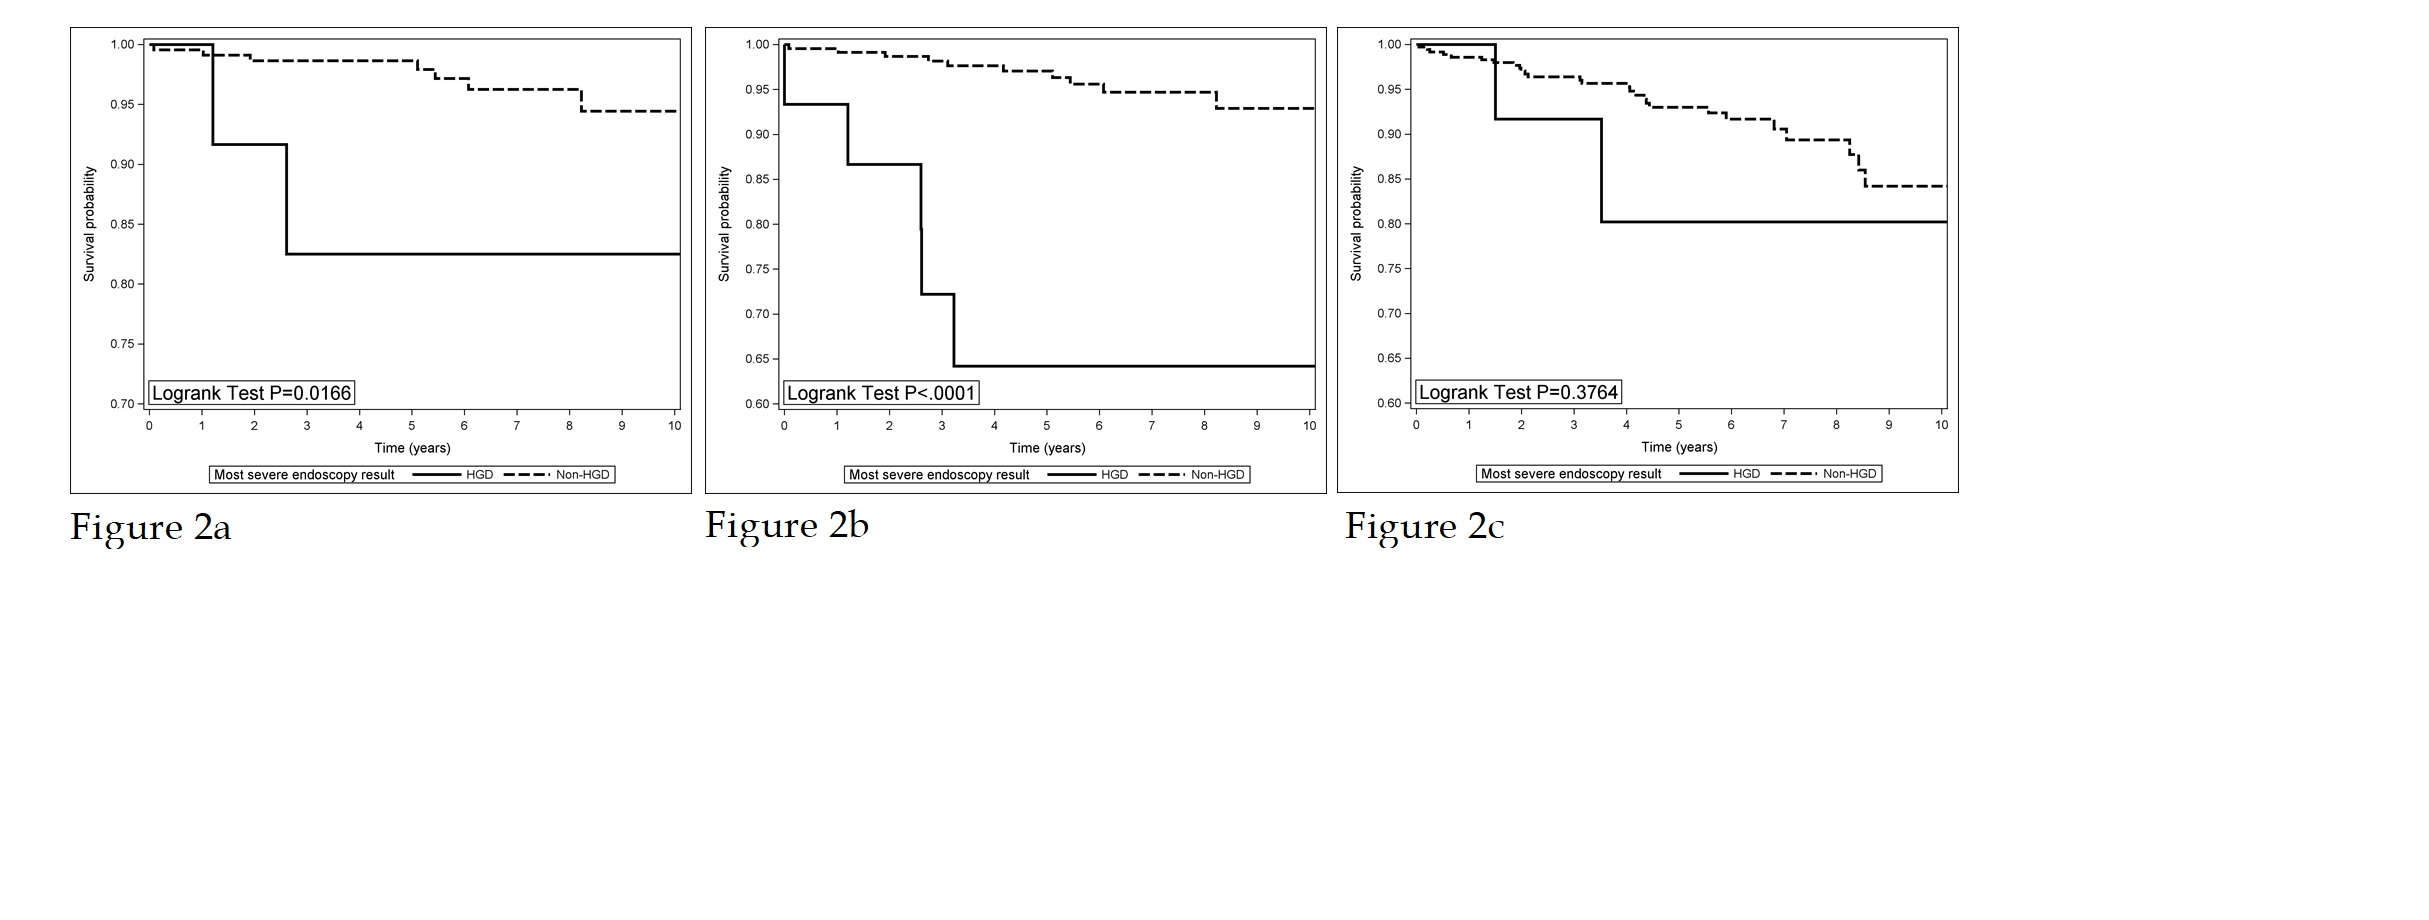 1.00
0.95
0.90
0.85
0.80
0.75
0.70
Survival probability
Logrank Test P=0.0166
0 1 2 3 4 5 6 7 8 9 10
Time (years)
Most severe endoscopy result HGD Non-HGD
Figure 2a
1.00
0.95
0.90
0.85
0.80
0.75
0.70
0.65
0.60
Survival probability
Logrank Test P<.0001
0 1 2 3 4 5 6 7 8 9 10
Time (years)
Most severe endoscopy result HGD Non-HGD
Figure 2b
1.00
0.95
0.90
0.85
0.80
0.75
0.70
0.65
0.60
Survival probability
Logrank Test P=0.3764
0 1 2 3 4 5 6 7 8 9 10
Time (years)
Most severe endoscopy result HGD Non-HGD
Figure 2c